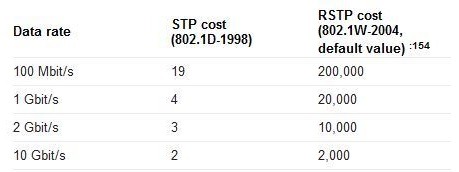 Data rate STP cost (802.1D-1998) RSTP cost (802.1W-2004, default value) :154
100 Mbit/s 19 200,000
1 Gbit/s 4 20,000
2 Gbit/s 3 10,000
10 Gbit/s 2 2,000